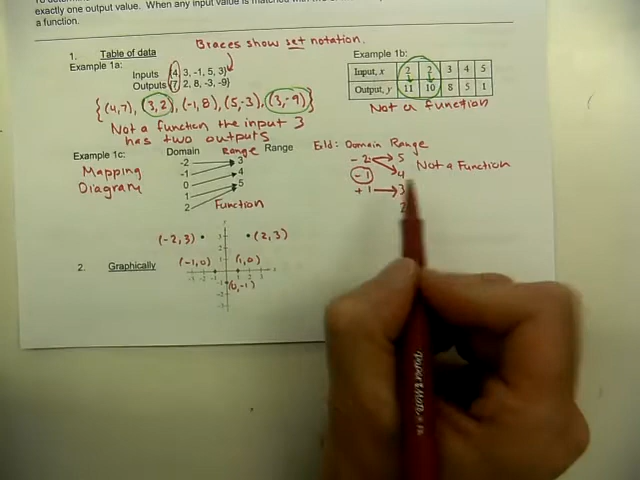 exactly one output value. When any input value is matched with
a function.
Braces show set notation.
1. Table of data
Example 1a:
Inputs {4, 3, -1, 5, 3}
Outputs {7, 2, 8, -3, -9}
{(4,7), (3,2), (-1,8), (5,-3), (3,-9)}
Not a function the input 3
has two outputs
Example 1b:
Input, x 2 2 3 4 5
Output, y 11 10 8 5 1
Not a function
Example 1c: Domain Range Range
Mapping
Diagram
-2 3
-1 4
0 5
1
2
Function
Ex1d: Domain Range
-2 5
-1 4
+1 3
2
Not a Function
2. Graphically
(-2,3) (2,3)
(-1,0) (1,0)
(0,-1)